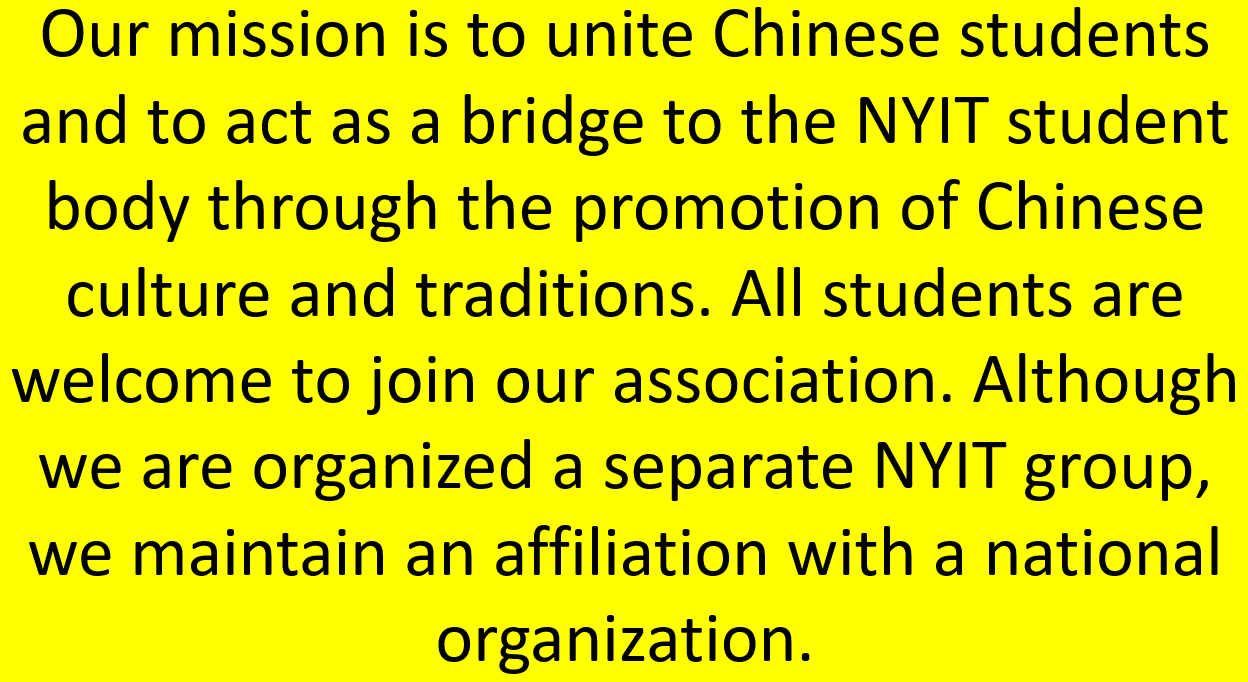 Our mission is to unite Chinese students
and to act as a bridge to the NYIT student
body through the promotion of Chinese
culture and traditions. All students are
welcome to join our association. Although
we are organized a separate NYIT group,
we maintain an affiliation with a national
organization.